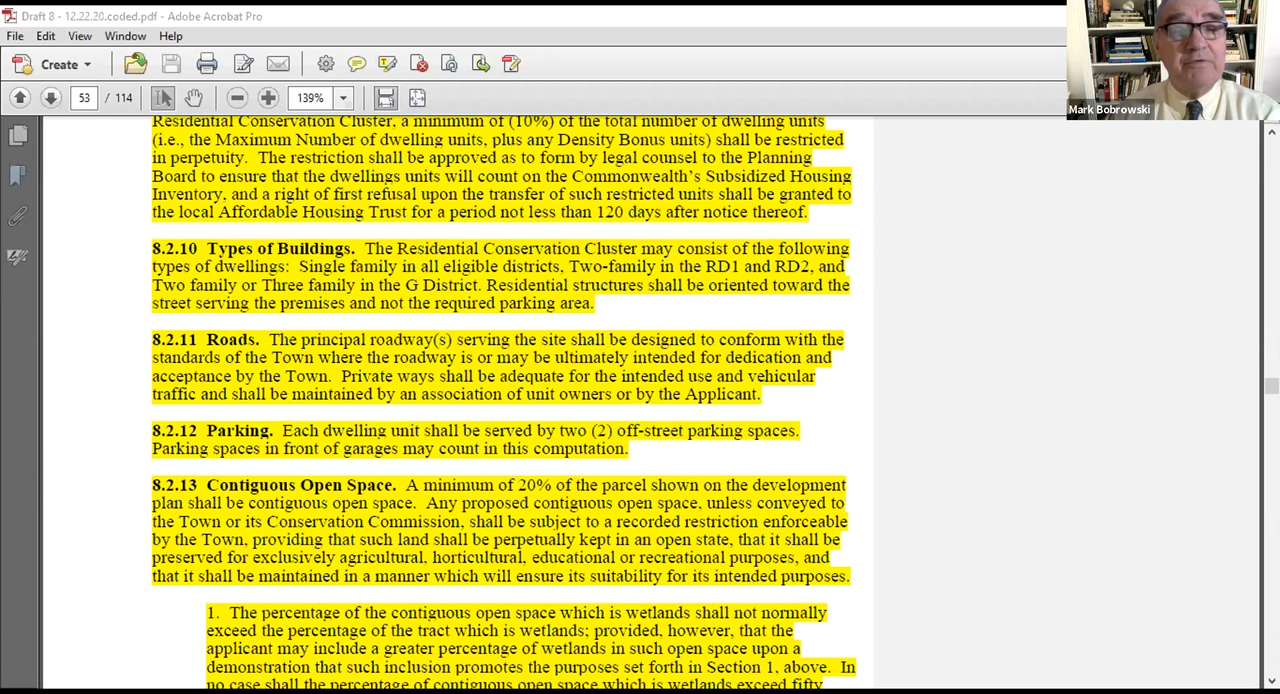 Draft 8 - 12.22.20.coded.pdf - Adobe Acrobat Pro
File Edit View Window Help
Create
53 / 114 139%
Mark Bobrowski
Residential Conservation Cluster, a minimum of (10%) of the total number of dwelling units
(i.e., the Maximum Number of dwelling units, plus any Density Bonus units) shall be restricted
in perpetuity. The restriction shall be approved as to form by legal counsel to the Planning
Board to ensure that the dwellings units will count on the Commonwealth's Subsidized Housing
Inventory, and a right of first refusal upon the transfer of such restricted units shall be granted to
the local Affordable Housing Trust for a period not less than 120 days after notice thereof.
8.2.10 Types of Buildings. The Residential Conservation Cluster may consist of the following
types of dwellings: Single family in all eligible districts, Two-family in the RD1 and RD2, and
Two family or Three family in the G District. Residential structures shall be oriented toward the
street serving the premises and not the required parking area.
8.2.11 Roads. The principal roadway(s) serving the site shall be designed to conform with the
standards of the Town where the roadway is or may be ultimately intended for dedication and
acceptance by the Town. Private ways shall be adequate for the intended use and vehicular
traffic and shall be maintained by an association of unit owners or by the Applicant.
8.2.12 Parking. Each dwelling unit shall be served by two (2) off-street parking spaces.
Parking spaces in front of garages may count in this computation.
8.2.13 Contiguous Open Space. A minimum of 20% of the parcel shown on the development
plan shall be contiguous open space. Any proposed contiguous open space, unless conveyed to
the Town or its Conservation Commission, shall be subject to a recorded restriction enforceable
by the Town, providing that such land shall be perpetually kept in an open state, that it shall be
preserved for exclusively agricultural, horticultural, educational or recreational purposes, and
that it shall be maintained in a manner which will ensure its suitability for its intended purposes.
1. The percentage of the contiguous open space which is wetlands shall not normally
exceed the percentage of the tract which is wetlands; provided, however, that the
applicant may include a greater percentage of wetlands in such open space upon a
demonstration that such inclusion promotes the purposes set forth in Section 1, above. In
no case shall the percentage of contiguous open space which is wetlands exceed fifty